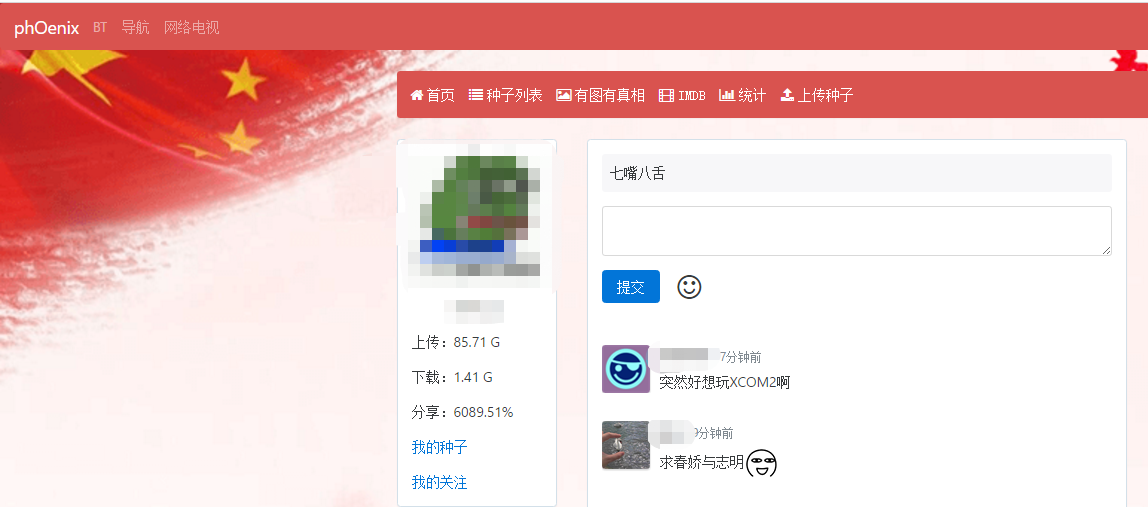 phOenix BT 导航 网络电视
首页 种子列表 有图有真相 IMDB 统计 上传种子
七嘴八舌
提交
上传：85.71 G
下载：1.41 G
分享：6089.51%
我的种子
我的关注
7分钟前
突然好想玩XCOM2啊
9分钟前
求春娇与志明